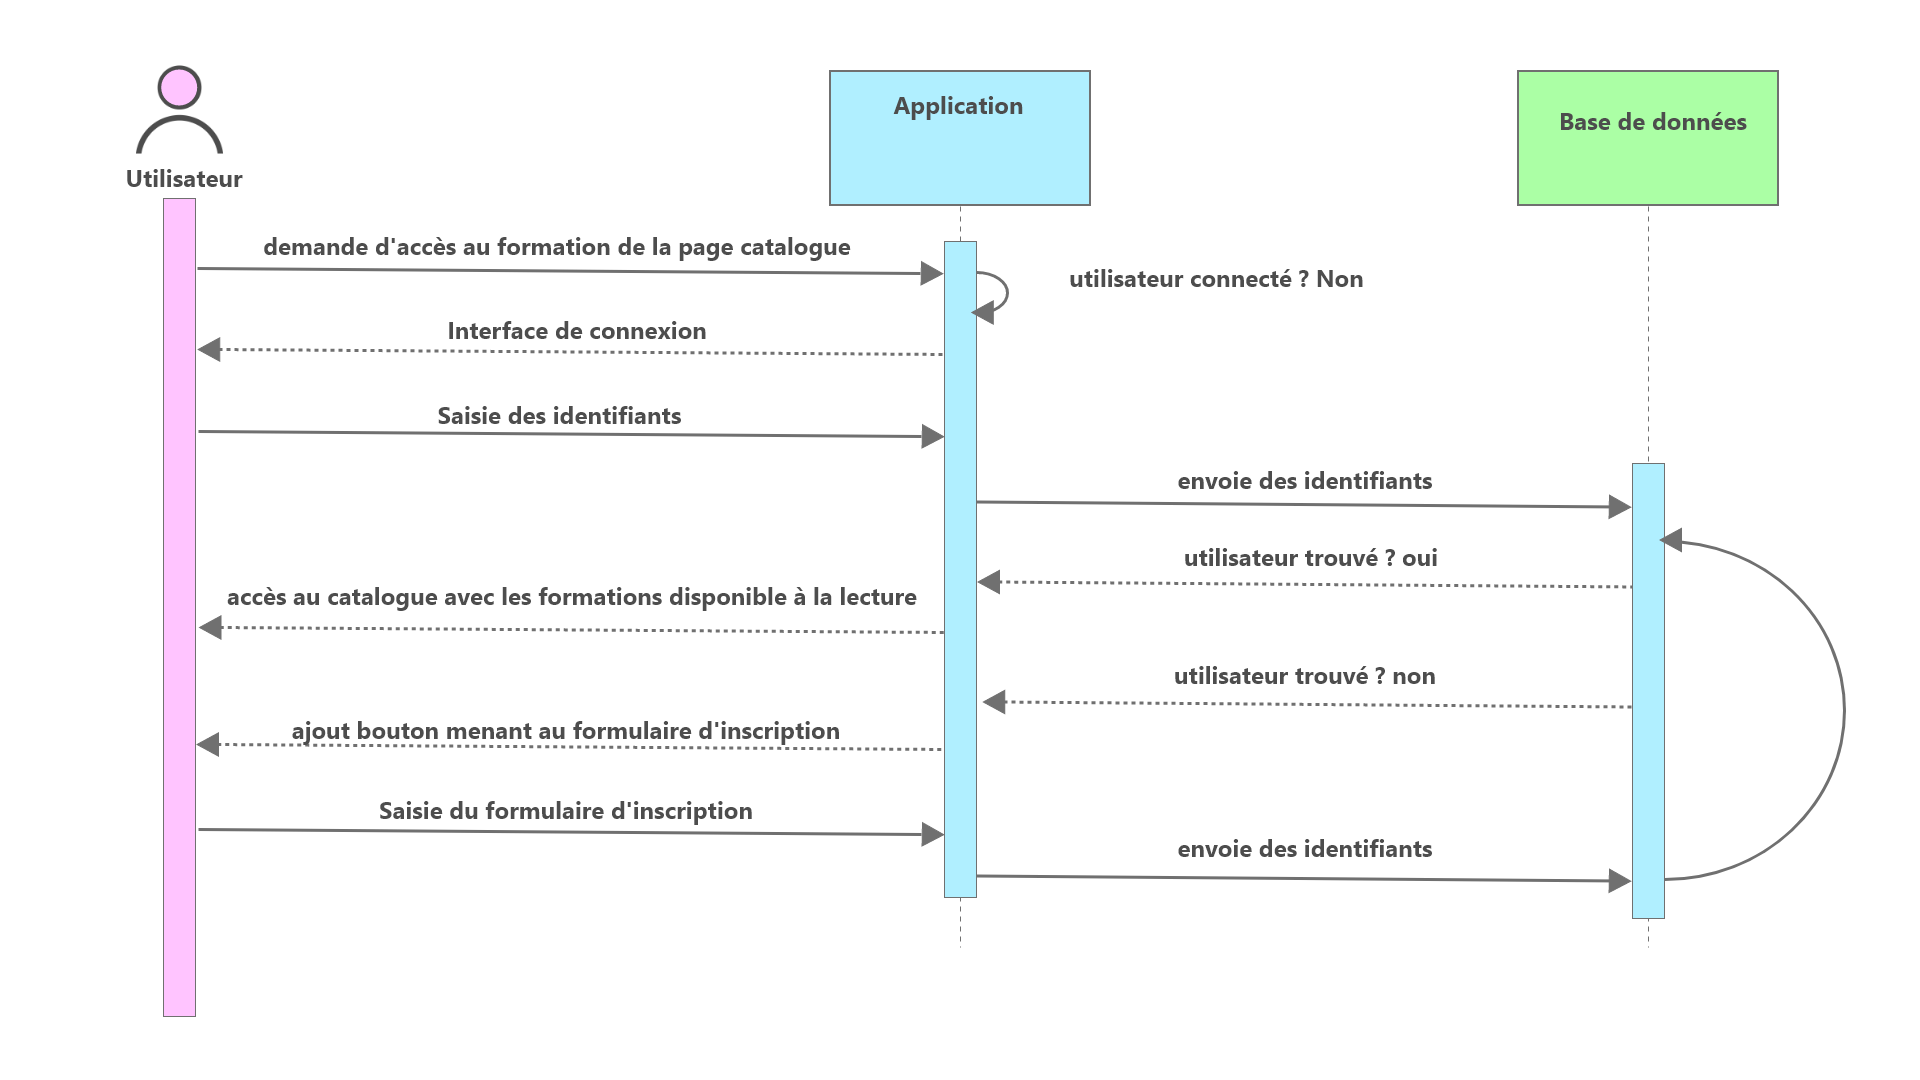 Application
Base de données
Utilisateur
demande d'accès au formation de la page catalogue
utilisateur connecté ? Non
Interface de connexion
Saisie des identifiants
envoie des identifiants
utilisateur trouvé ? oui
accès au catalogue avec les formations disponible à la lecture
utilisateur trouvé ? non
ajout bouton menant au formulaire d'inscription
Saisie du formulaire d'inscription
envoie des identifiants